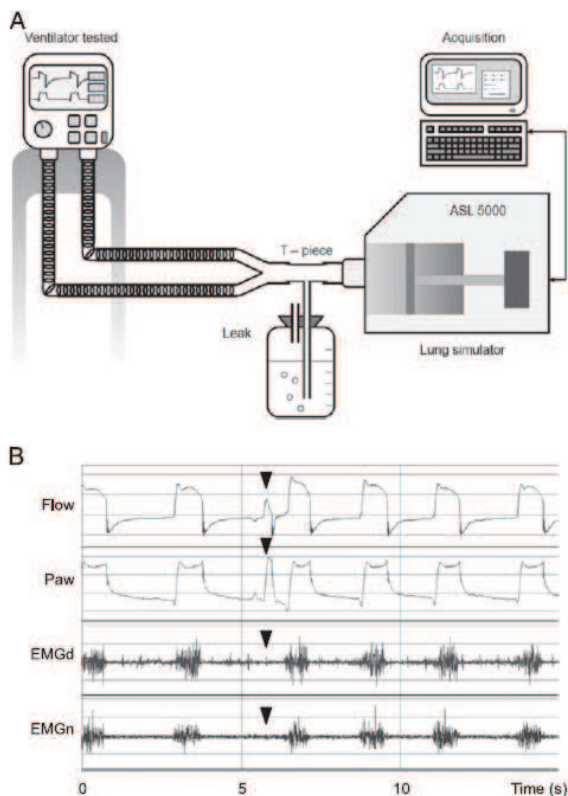 A
Ventilator tested
Acquisition
ASL 5000
T – piece
Leak
Lung simulator
B
Flow
Paw
EMGd
EMGn
0 5 10 Time (s)